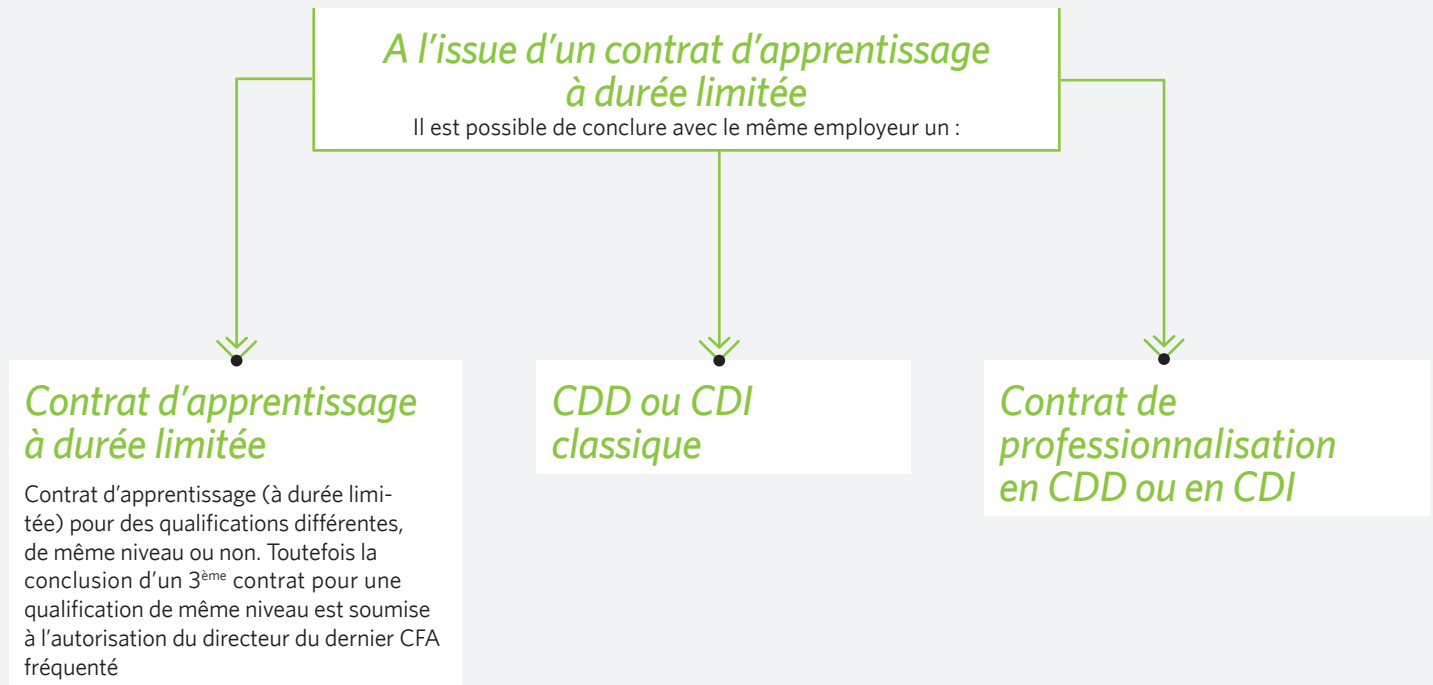 A l'issue d'un contrat d'apprentissage
à durée limitée
Il est possible de conclure avec le même employeur un :
Contrat d'apprentissage
à durée limitée
Contrat d'apprentissage (à durée limi-
tée) pour des qualifications différentes,
de même niveau ou non. Toutefois la
conclusion d'un 3ème contrat pour une
qualification de même niveau est soumise
à l'autorisation du directeur du dernier CFA
fréquenté
CDD ou CDI
classique
Contrat de
professionnalisation
en CDD ou en CDI